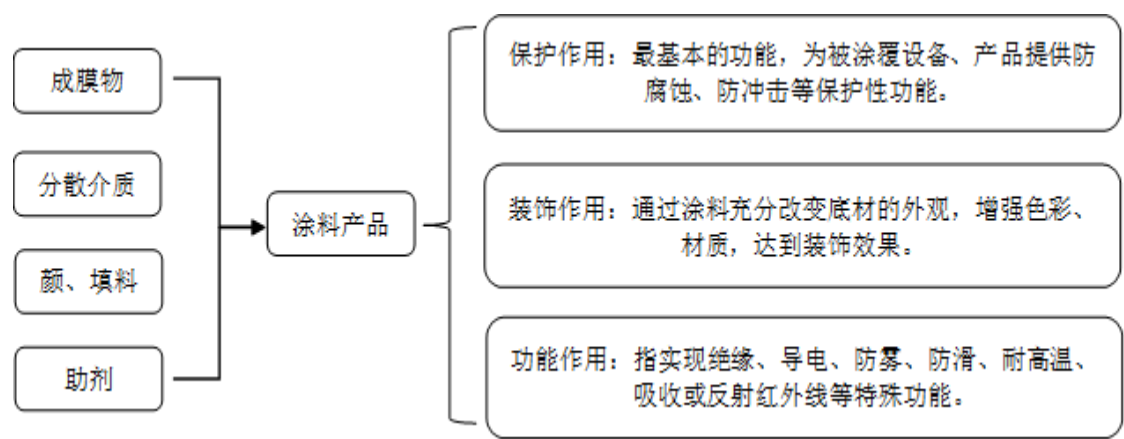 成膜物
分散介质
颜、填料
助剂
涂料产品
保护作用：最基本的功能，为被涂覆设备、产品提供防
腐蚀、防冲击等保护性功能。
装饰作用：通过涂料充分改变底材的外观，增强色彩、
材质，达到装饰效果。
功能作用：指实现绝缘、导电、防雾、防滑、耐高温、
吸收或反射红外线等特殊功能。